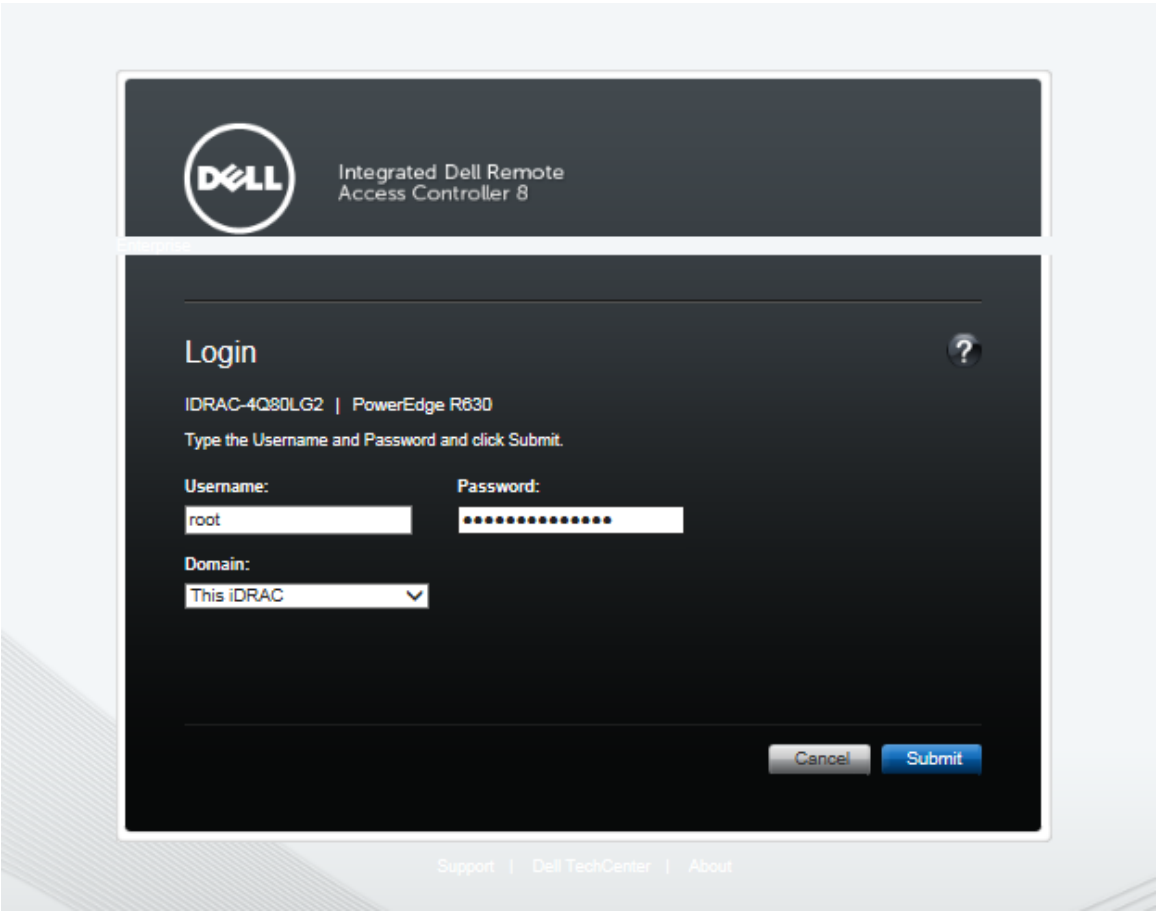 DELL
Integrated Dell Remote
Access Controller 8
Enterprise
Login
?
IDRAC-4Q80LG2 | PowerEdge R630
Type the Username and Password and click Submit.
Username: Password:
root ••••••••••••••
Domain:
This iDRAC
Cancel Submit
Support | Dell TechCenter | About